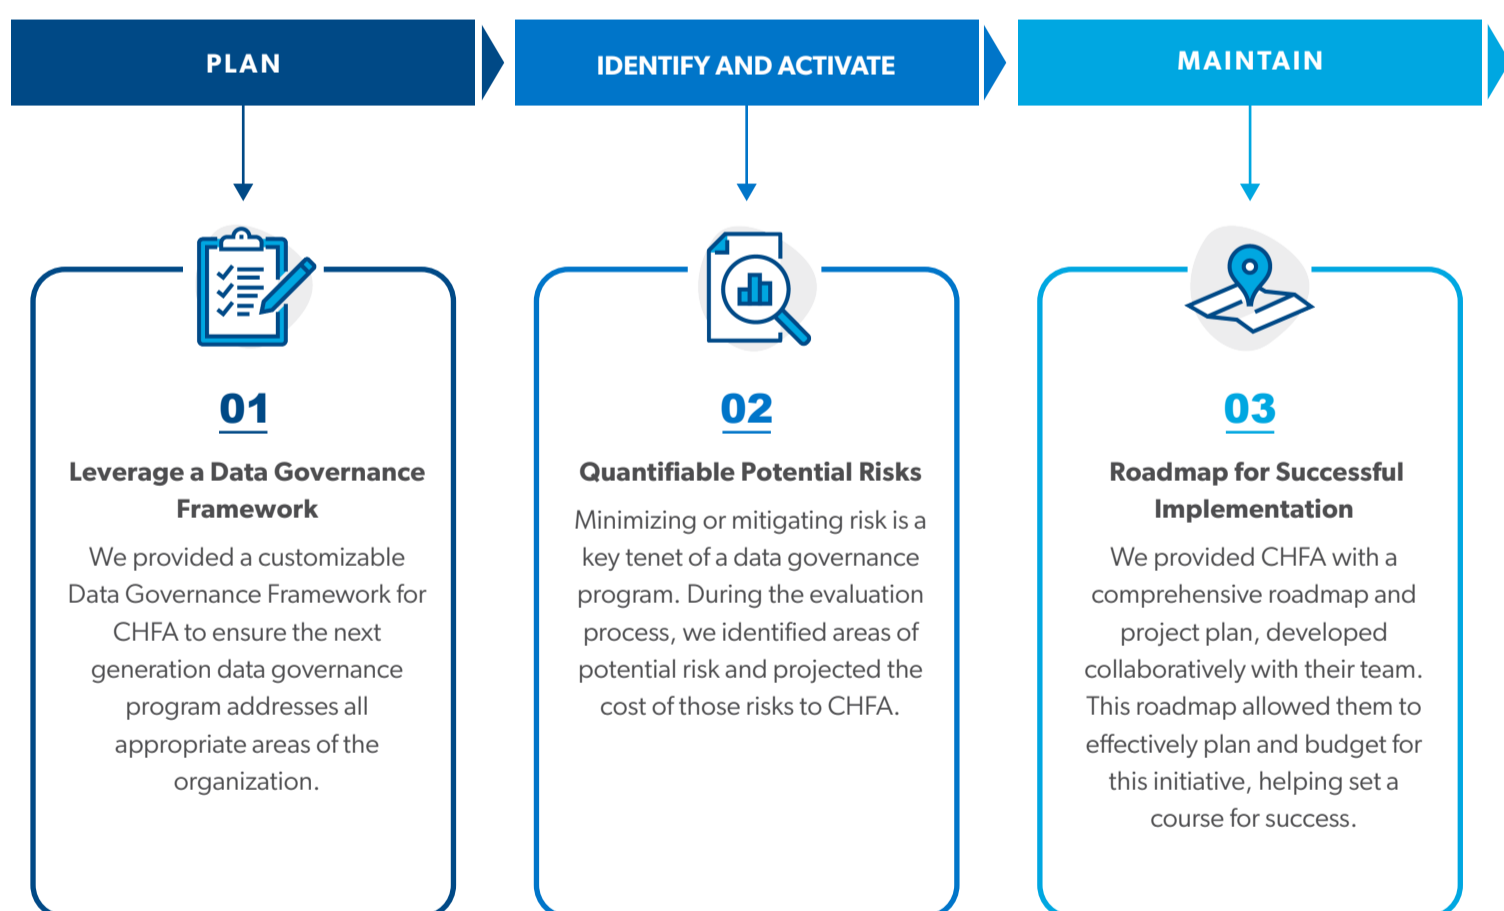 PLAN
IDENTIFY AND ACTIVATE
MAINTAIN
01
Leverage a Data Governance
Framework
We provided a customizable
Data Governance Framework for
CHFA to ensure the next
generation data governance
program addresses all
appropriate areas of the
organization.
02
Quantifiable Potential Risks
Minimizing or mitigating risk is a
key tenet of a data governance
program. During the evaluation
process, we identified areas of
potential risk and projected the
cost of those risks to CHFA.
03
Roadmap for Successful
Implementation
We provided CHFA with a
comprehensive roadmap and
project plan, developed
collaboratively with their team.
This roadmap allowed them to
effectively plan and budget for
this initiative, helping set a
course for success.